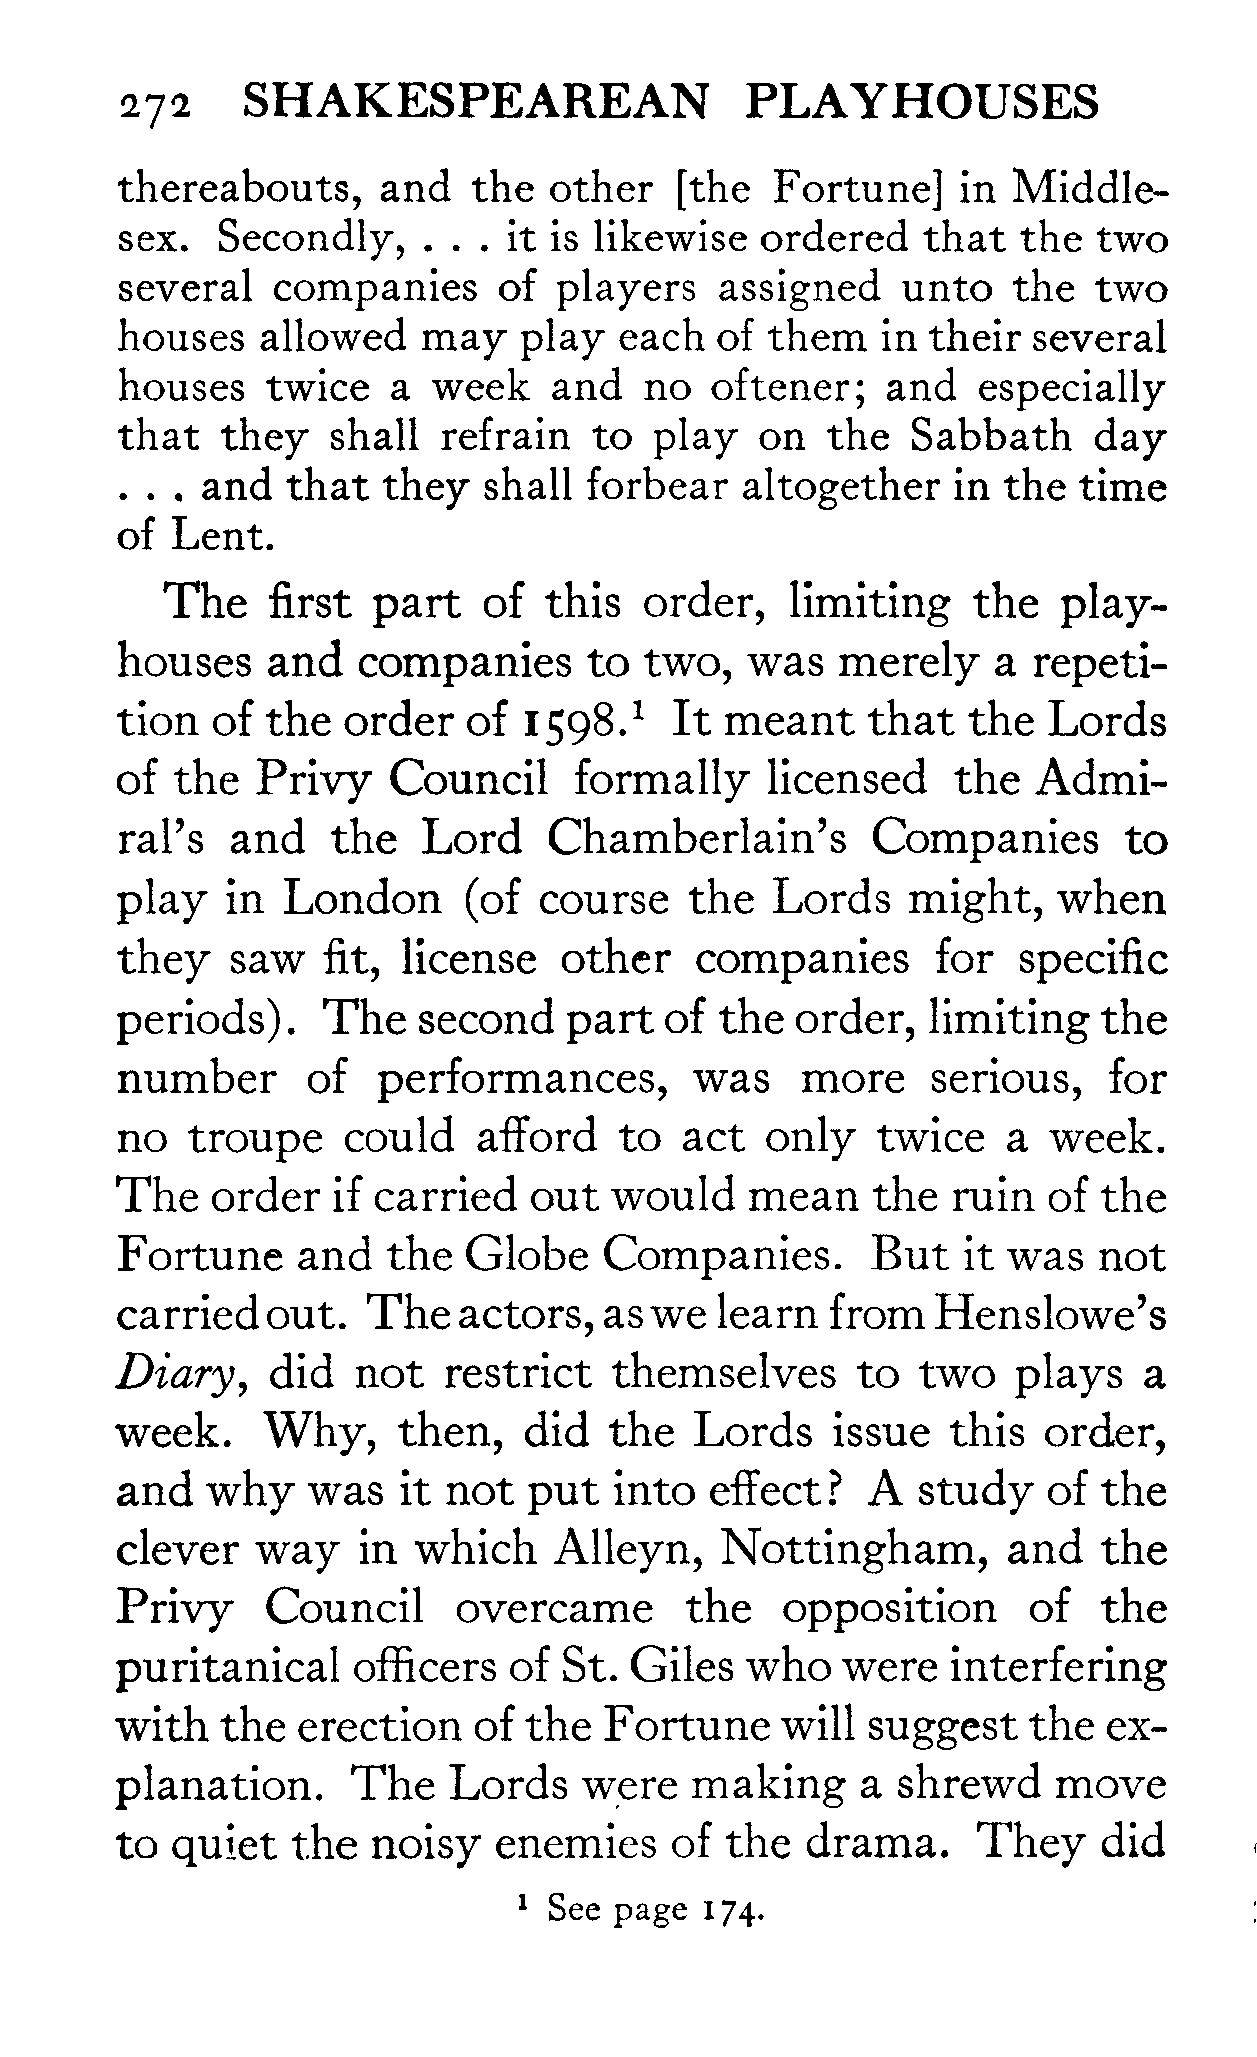 272 SHAKESPEAREAN PLAYHOUSES
thereabouts, and the other [the Fortune] in Middle-
sex. Secondly, . . . it is likewise ordered that the two
several companies of players assigned unto the two
houses allowed may play each of them in their several
houses twice a week and no oftener; and especially
that they shall refrain to play on the Sabbath day
. . . and that they shall forbear altogether in the time
of Lent.
The first part of this order, limiting the play-
houses and companies to two, was merely a repeti-
tion of the order of 1598.¹ It meant that the Lords
of the Privy Council formally licensed the Admi-
ral's and the Lord Chamberlain's Companies to
play in London (of course the Lords might, when
they saw fit, license other companies for specific
periods). The second part of the order, limiting the
number of performances, was more serious, for
no troupe could afford to act only twice a week.
The order if carried out would mean the ruin of the
Fortune and the Globe Companies. But it was not
carried out. The actors, as we learn from Henslowe's
Diary, did not restrict themselves to two plays a
week. Why, then, did the Lords issue this order,
and why was it not put into effect? A study of the
clever way in which Alleyn, Nottingham, and the
Privy Council overcame the opposition of the
puritanical officers of St. Giles who were interfering
with the erection of the Fortune will suggest the ex-
planation. The Lords were making a shrewd move
to quiet the noisy enemies of the drama. They did
¹ See page 174.